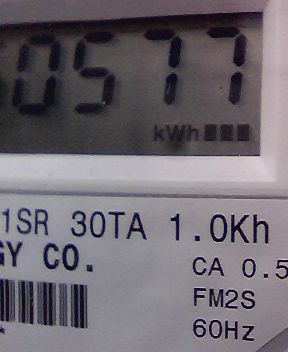 0577
kWh
1SR 30TA 1.0Kh
GY CO.
CA 0.5
FM2S
60Hz